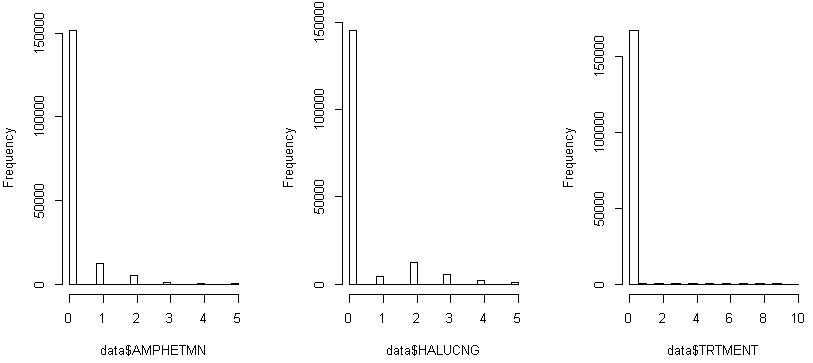 150000
100000
50000
0
Frequency
0 1 2 3 4 5
data$AMPHETMN
150000
100000
50000
0
Frequency
0 1 2 3 4 5
data$HALUCNG
150000
100000
50000
0
Frequency
0 2 4 6 8 10
data$TRTMENT